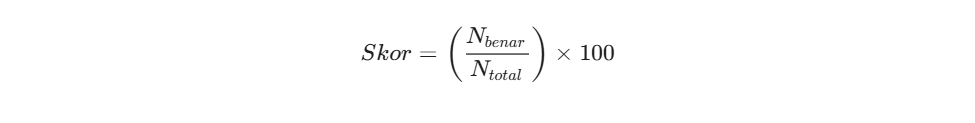 Skor = (N_benar / N_total) × 100